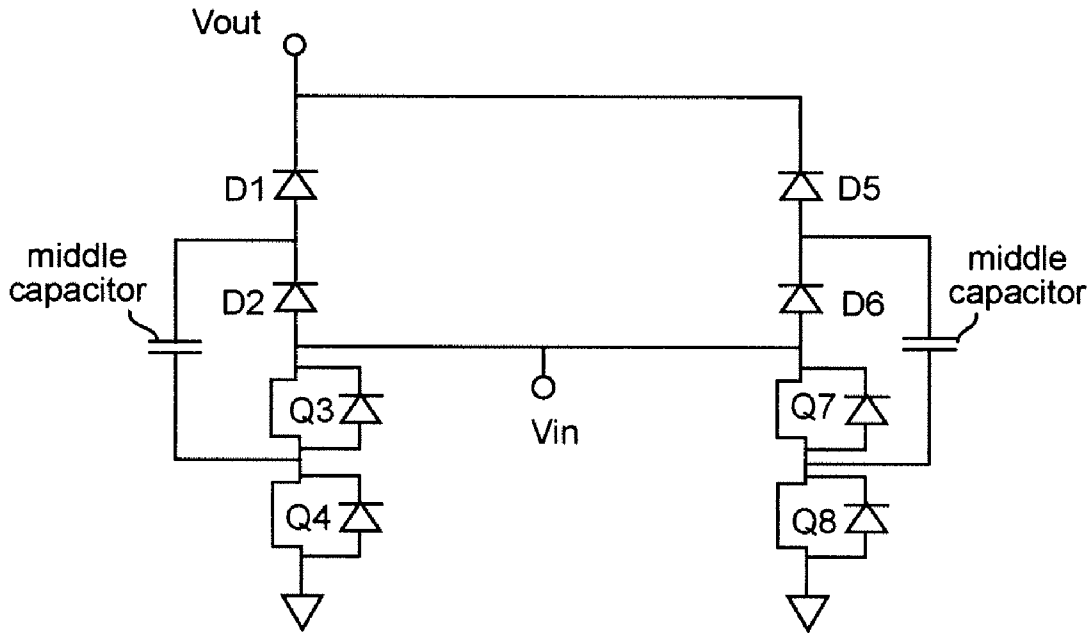 Vout
D1
D5
middle
capacitor
D2
D6
middle
capacitor
Q3
Vin
Q7
Q4
Q8